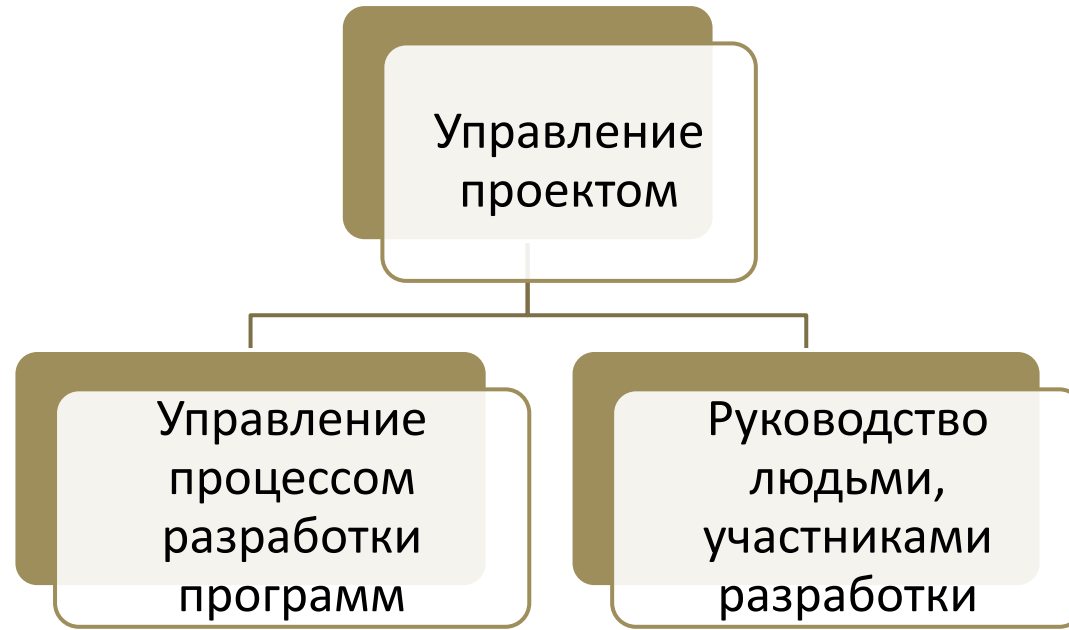 Управление
проектом
Управление
процессом
разработки
программ
Руководство
людьми,
участниками
разработки